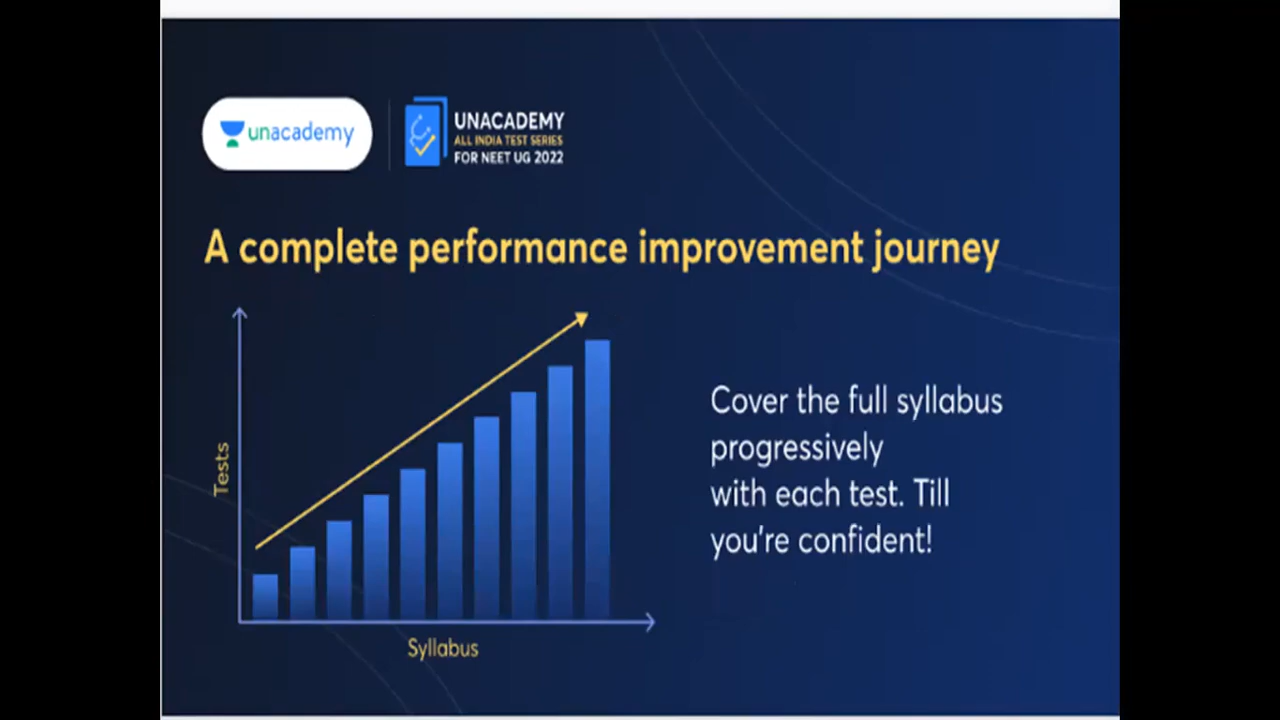 unacademy
UNACADEMY
ALL INDIA TEST SERIES
FOR NEET UG 2022
A complete performance improvement journey
Tests
Syllabus
Cover the full syllabus
progressively
with each test. Till
you're confident!